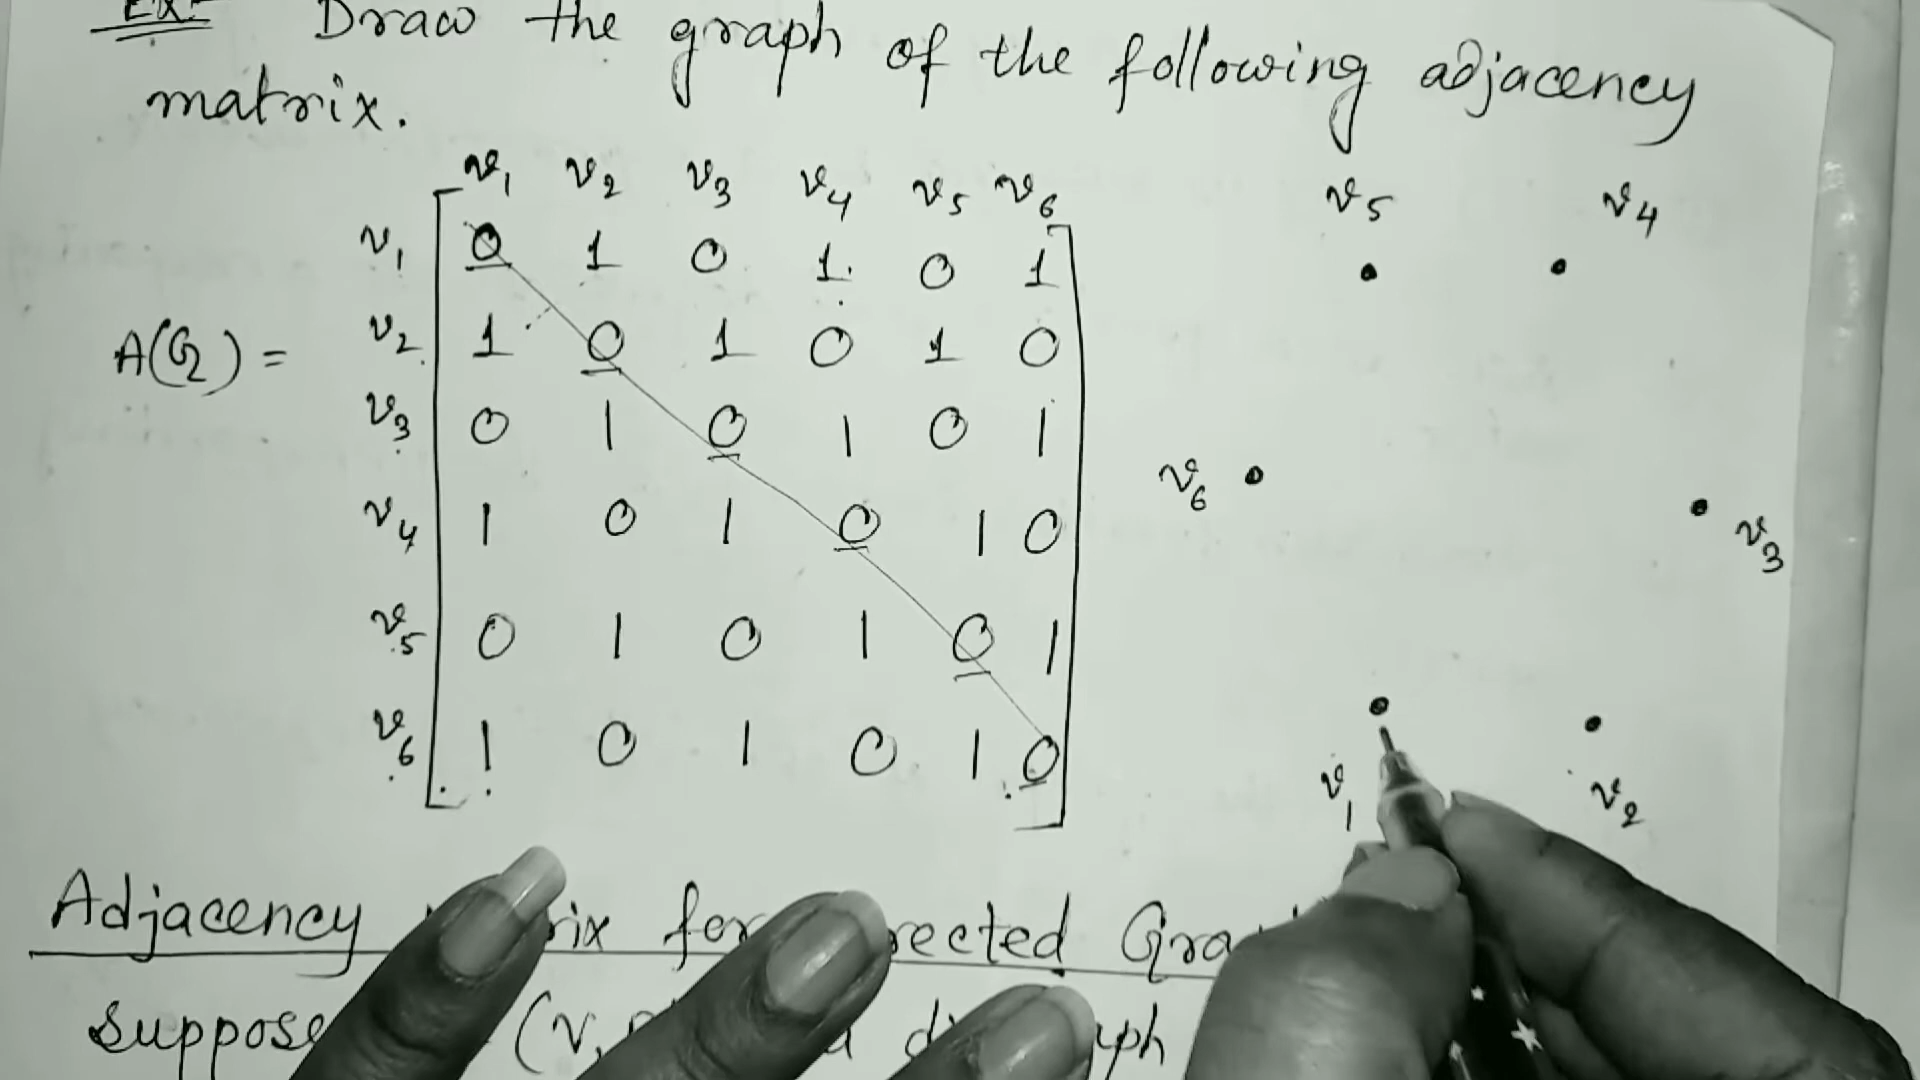 Ex:- Draw the graph of the following adjacency
matrix.
v1 v2 v3 v4 v5 v6
v1 0 1 0 1 0 1
v2 1 0 1 0 1 0
A(G) =
v3 0 1 0 1 0 1
v4 1 0 1 0 1 0
v5 0 1 0 1 0 1
v6 1 0 1 0 1 0
v5 v4
v6 v3
v1 v2
Adjacency for Gra
suppose (v,